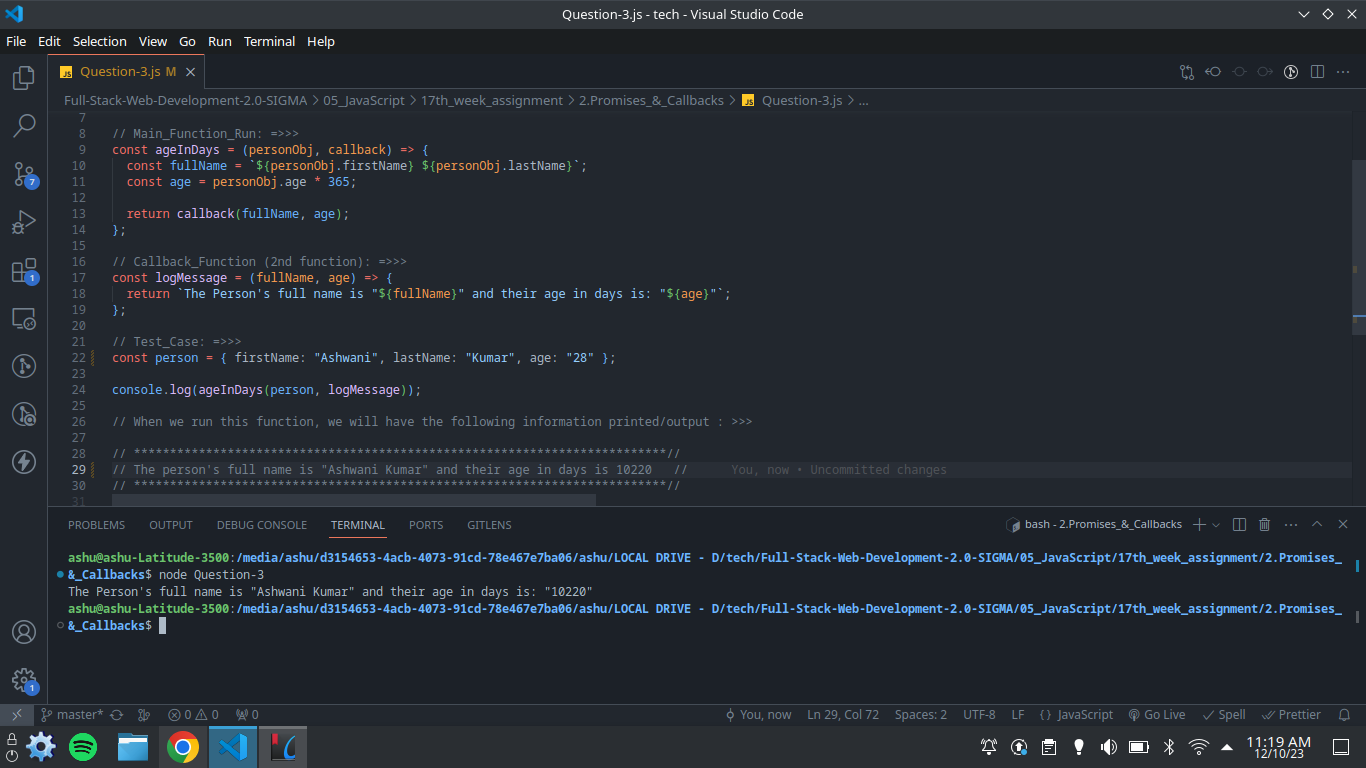 Question-3.js - tech - Visual Studio Code
File Edit Selection View Go Run Terminal Help
JS Question-3.js M
Full-Stack-Web-Development-2.0-SIGMA > 05_JavaScript > 17th_week_assignment > 2.Promises_&_Callbacks > JS Question-3.js > ...
7
8 // Main_Function_Run: =>>>
9 const ageInDays = (personObj, callback) => {
10 const fullName = `${personObj.firstName} ${personObj.lastName}`;
11 const age = personObj.age * 365;
12
13 return callback(fullName, age);
14 };
15
16 // Callback_Function (2nd function): =>>>
17 const logMessage = (fullName, age) => {
18 return `The Person's full name is "${fullName}" and their age in days is: "${age}"`;
19 };
20
21 // Test_Case: =>>>
22 const person = { firstName: "Ashwani", lastName: "Kumar", age: "28" };
23
24 console.log(ageInDays(person, logMessage));
25
26 // When we run this function, we will have the following information printed/output : >>>
27
28 // **************************************************************************//
29 // The person's full name is "Ashwani Kumar" and their age in days is 10220 // You, now • Uncommitted changes
30 // **************************************************************************//
31
PROBLEMS OUTPUT DEBUG CONSOLE TERMINAL PORTS GITLENS bash - 2.Promises_&_Callbacks
ashu@ashu-Latitude-3500:/media/ashu/d3154653-4acb-4073-91cd-78e467e7ba06/ashu/LOCAL DRIVE - D/tech/Full-Stack-Web-Development-2.0-SIGMA/05_JavaScript/17th_week_assignment/2.Promises_
&_Callbacks$ node Question-3
The Person's full name is "Ashwani Kumar" and their age in days is: "10220"
ashu@ashu-Latitude-3500:/media/ashu/d3154653-4acb-4073-91cd-78e467e7ba06/ashu/LOCAL DRIVE - D/tech/Full-Stack-Web-Development-2.0-SIGMA/05_JavaScript/17th_week_assignment/2.Promises_
&_Callbacks$
7
1
1
master* 0 0 0 You, now Ln 29, Col 72 Spaces: 2 UTF-8 LF {} JavaScript Go Live Spell Prettier
11:19 AM
12/10/23